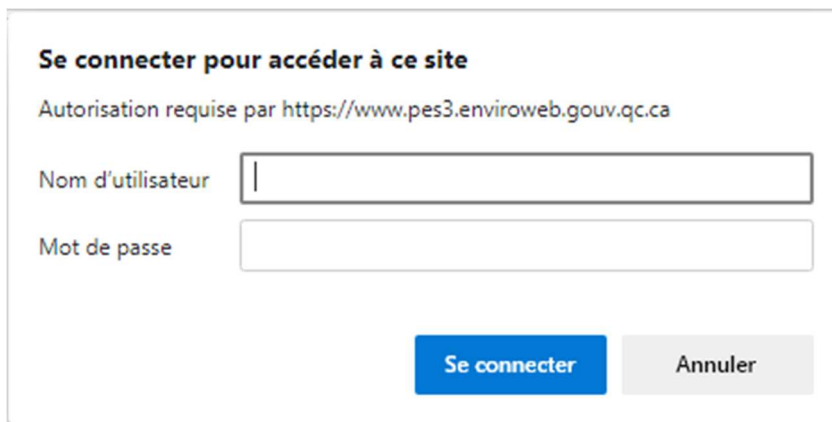 Se connecter pour accéder à ce site
Autorisation requise par https://www.pes3.enviroweb.gouv.qc.ca
Nom d'utilisateur
Mot de passe
Se connecter Annuler